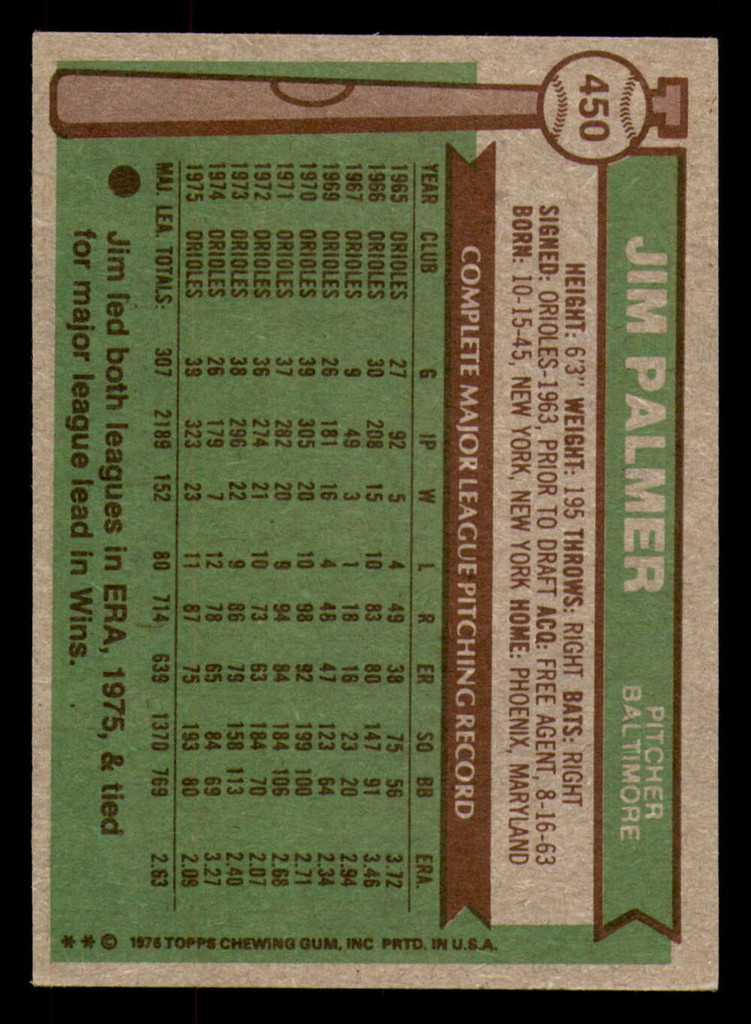 450
JIM PALMER
PITCHER
BALTIMORE
HEIGHT: 6'3" WEIGHT: 195 THROWS: RIGHT BATS: RIGHT
SIGNED: ORIOLES-1963, PRIOR TO DRAFT ACQ: FREE AGENT, 8-16-63
BORN: 10-15-45, NEW YORK, NEW YORK HOME: PHOENIX, MARYLAND
COMPLETE MAJOR LEAGUE PITCHING RECORD
YEAR CLUB G IP W L R ER SO BB ERA.
1965 ORIOLES 27 92 5 4 49 38 75 56 3.72
1966 ORIOLES 30 208 15 10 83 80 147 91 3.46
1967 ORIOLES 9 49 3 1 18 16 23 20 2.94
1969 ORIOLES 26 181 16 4 48 47 123 64 2.34
1970 ORIOLES 39 305 20 10 98 92 199 100 2.71
1971 ORIOLES 37 282 20 9 94 84 184 106 2.68
1972 ORIOLES 36 274 21 10 73 63 184 70 2.07
1973 ORIOLES 38 296 22 9 86 79 158 113 2.40
1974 ORIOLES 26 179 7 12 78 65 84 69 3.27
1975 ORIOLES 39 323 23 11 87 75 193 80 2.09
MAJ. LEA. TOTALS: 307 2189 152 80 714 639 1370 769 2.63
Jim led both leagues in ERA, 1975, & tied
for major league lead in Wins.
**© 1976 TOPPS CHEWING GUM, INC PRTD. IN U.S.A.